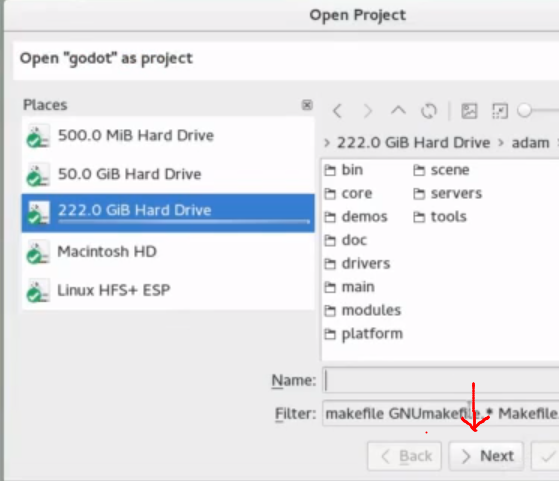 Open Project
Open "godot" as project
Places
500.0 MiB Hard Drive
50.0 GiB Hard Drive
222.0 GiB Hard Drive
Macintosh HD
Linux HFS+ ESP
> 222.0 GiB Hard Drive > adam
bin scene
core servers
demos tools
doc
drivers
main
modules
platform
Name:
Filter: makefile GNUmakefile.* Makefile.
< Back > Next